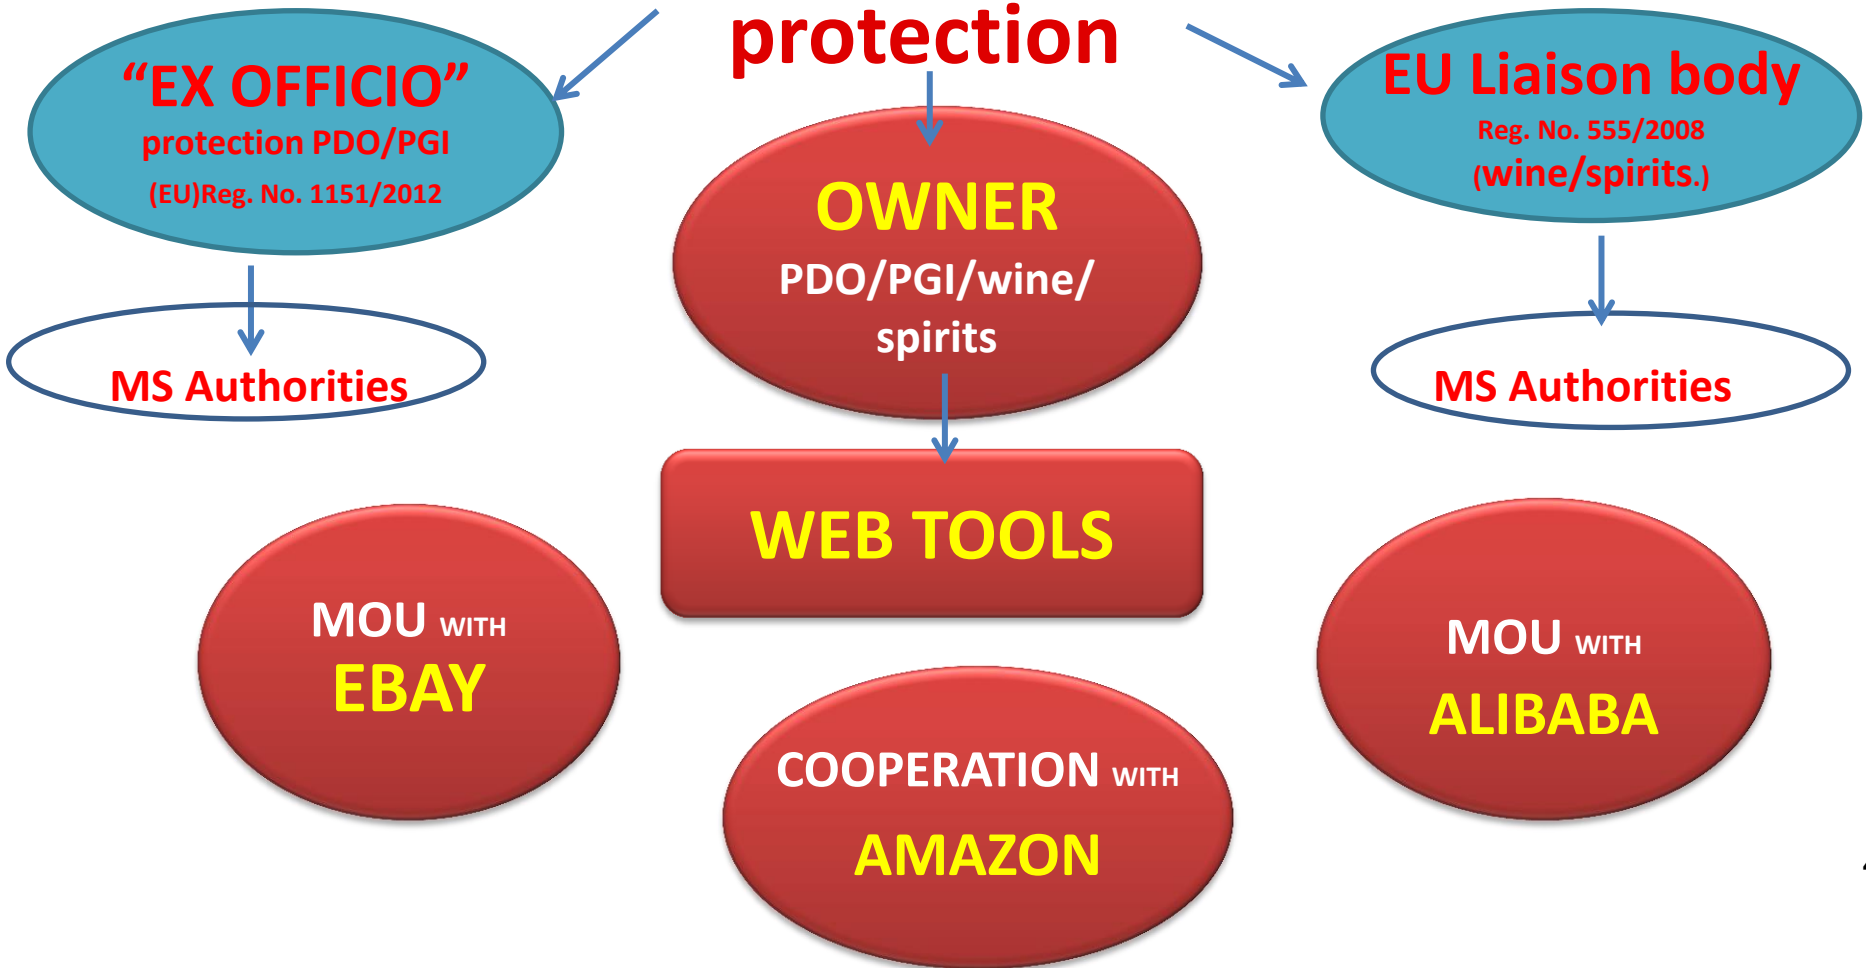 protection
“EX OFFICIO”
protection PDO/PGI
(EU)Reg. No. 1151/2012
MS Authorities
OWNER
PDO/PGI/wine/
spirits
EU Liaison body
Reg. No. 555/2008
(wine/spirits.)
MS Authorities
WEB TOOLS
MOU WITH
EBAY
COOPERATION WITH
AMAZON
MOU WITH
ALIBABA